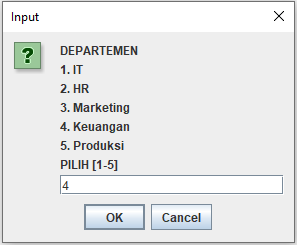 Input
DEPARTEMEN
1. IT
2. HR
3. Marketing
4. Keuangan
5. Produksi
PILIH [1-5]
4
OK Cancel